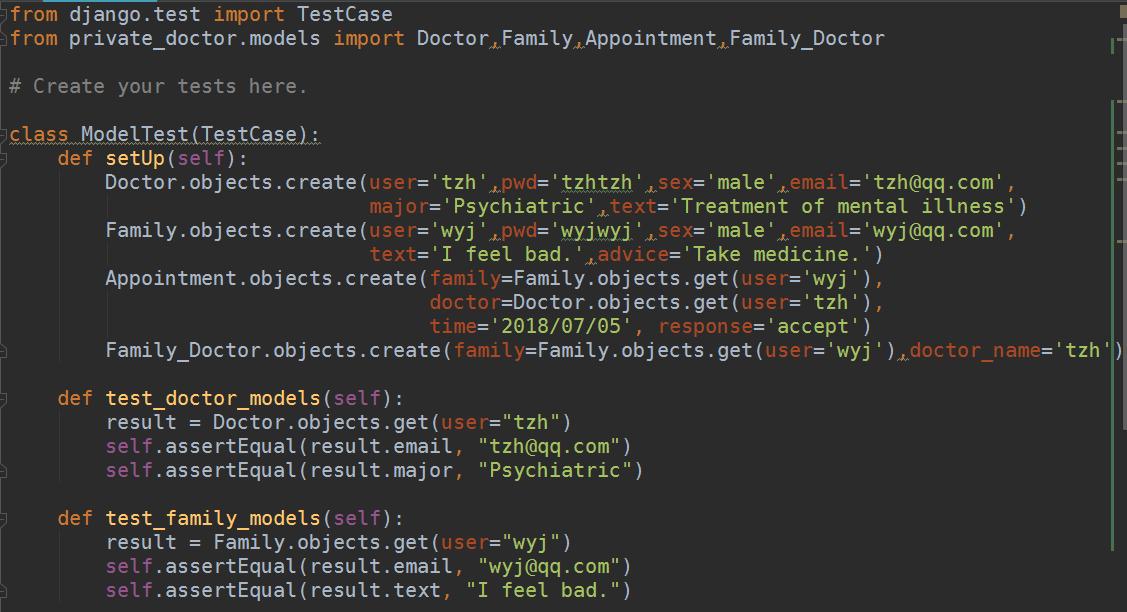 from django.test import TestCase
from private_doctor.models import Doctor,Family,Appointment,Family_Doctor
# Create your tests here.
class ModelTest(TestCase):
    def setUp(self):
        Doctor.objects.create(user='tzh',pwd='tzhtzh',sex='male',email='tzh@qq.com',
                              major='Psychiatric',text='Treatment of mental illness')
        Family.objects.create(user='wyj',pwd='wyjwyj',sex='male',email='wyj@qq.com',
                              text='I feel bad.',advice='Take medicine.')
        Appointment.objects.create(family=Family.objects.get(user='wyj'),
                                   doctor=Doctor.objects.get(user='tzh'),
                                   time='2018/07/05', response='accept')
        Family_Doctor.objects.create(family=Family.objects.get(user='wyj'),doctor_name='tzh')
    def test_doctor_models(self):
        result = Doctor.objects.get(user="tzh")
        self.assertEqual(result.email, "tzh@qq.com")
        self.assertEqual(result.major, "Psychiatric")
    def test_family_models(self):
        result = Family.objects.get(user="wyj")
        self.assertEqual(result.email, "wyj@qq.com")
        self.assertEqual(result.text, "I feel bad.")